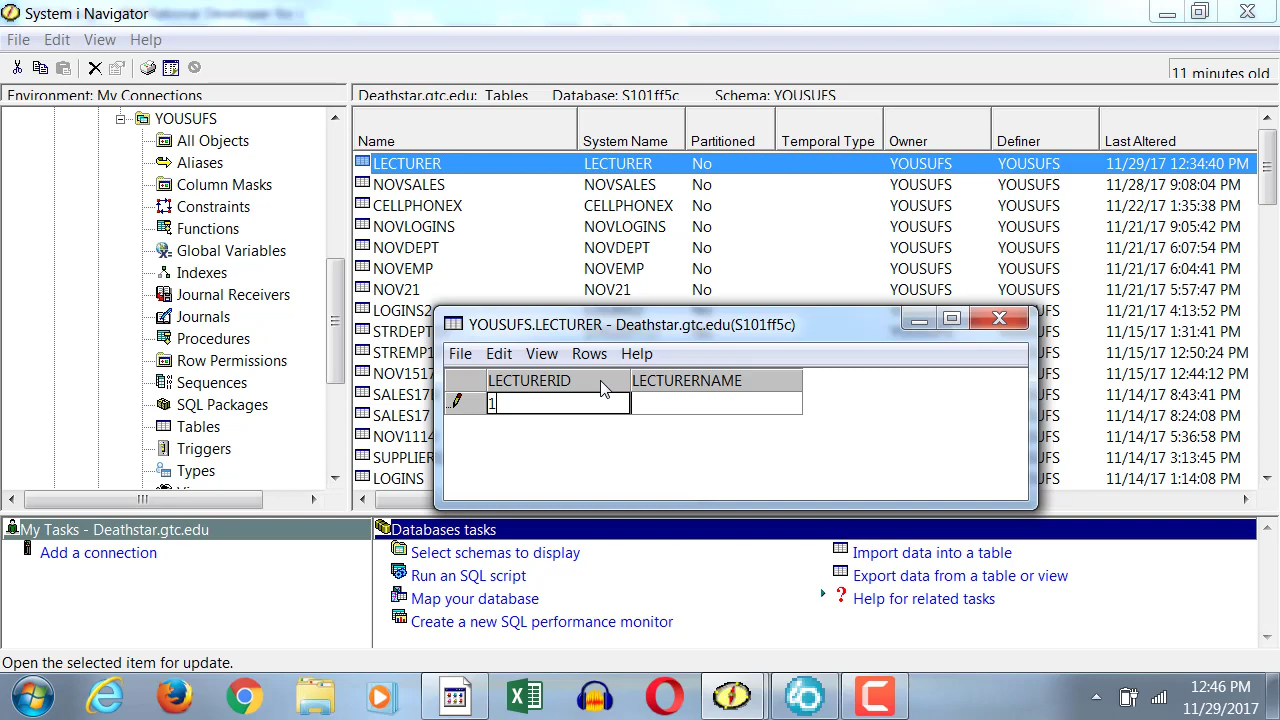 System i Navigator
File Edit View Help
11 minutes old
Environment: My Connections
Deathstar.gtc.edu: Tables Database: S101ff5c Schema: YOUSUFS
YOUSUFS
All Objects
Aliases
Column Masks
Constraints
Functions
Global Variables
Indexes
Journal Receivers
Journals
Procedures
Row Permissions
Sequences
SQL Packages
Tables
Triggers
Types
Name System Name Partitioned Temporal Type Owner Definer Last Altered
LECTURER LECTURER No YOUSUFS YOUSUFS 11/29/17 12:34:40 PM
NOVSALES NOVSALES No YOUSUFS YOUSUFS 11/28/17 9:08:04 PM
CELLPHONEX CELLPHONEX No YOUSUFS YOUSUFS 11/22/17 1:35:38 PM
NOVLOGINS NOVLOGINS No YOUSUFS YOUSUFS 11/21/17 9:05:42 PM
NOVDEPT NOVDEPT No YOUSUFS YOUSUFS 11/21/17 6:07:54 PM
NOVEMP NOVEMP No YOUSUFS YOUSUFS 11/21/17 6:04:41 PM
NOV21 NOV21 No YOUSUFS YOUSUFS 11/21/17 5:57:47 PM
LOGINS2 11/21/17 4:13:52 PM
STRDEPT 11/15/17 1:31:41 PM
STREMP1 11/15/17 12:50:24 PM
NOV1517 11/15/17 12:44:12 PM
SALES17 11/14/17 8:41:59 PM
SALES17 11/14/17 8:24:08 PM
NOV1114 11/14/17 5:36:58 PM
SUPPLIER 11/14/17 3:13:45 PM
LOGINS 11/14/17 1:14:08 PM
YOUSUFS.LECTURER - Deathstar.gtc.edu(S101ff5c)
File Edit View Rows Help
LECTURERID LECTURERNAME
1
My Tasks - Deathstar.gtc.edu
Add a connection
Databases tasks
Select schemas to display
Run an SQL script
Map your database
Create a new SQL performance monitor
Import data into a table
Export data from a table or view
Help for related tasks
Open the selected item for update.
12:46 PM
11/29/2017